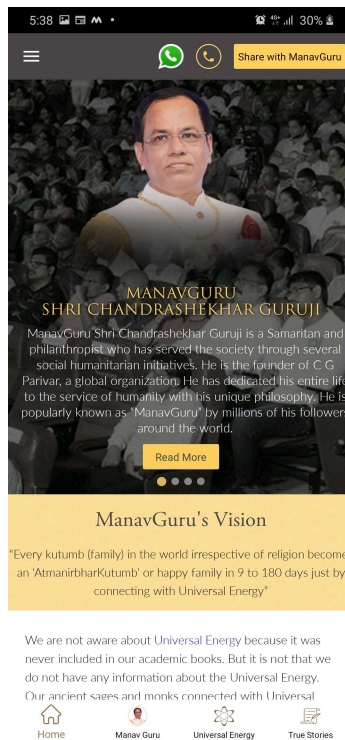 5:38
30%
Share with ManavGuru
MANAVGURU
SHRI CHANDRASHEKHAR GURUJI
ManavGuru Shri Chandrashekhar Guruji is a Samaritan and
philanthropist who has served the society through several
social humanitarian initiatives. He is the founder of C G
Parivar, a global organization. He has dedicated his entire life
to the service of humanity with his unique philosophy. He is
popularly known as "ManavGuru" by millions of his followers
around the world.
Read More
ManavGuru's Vision
"Every kutumb (family) in the world irrespective of religion become
an 'AtmanirbharKutumb' or happy family in 9 to 180 days just by
connecting with Universal Energy"
We are not aware about Universal Energy because it was
never included in our academic books. But it is not that we
do not have any information about the Universal Energy.
Our ancient sages and monks connected with Universal
Home
Manav Guru
Universal Energy
True Stories